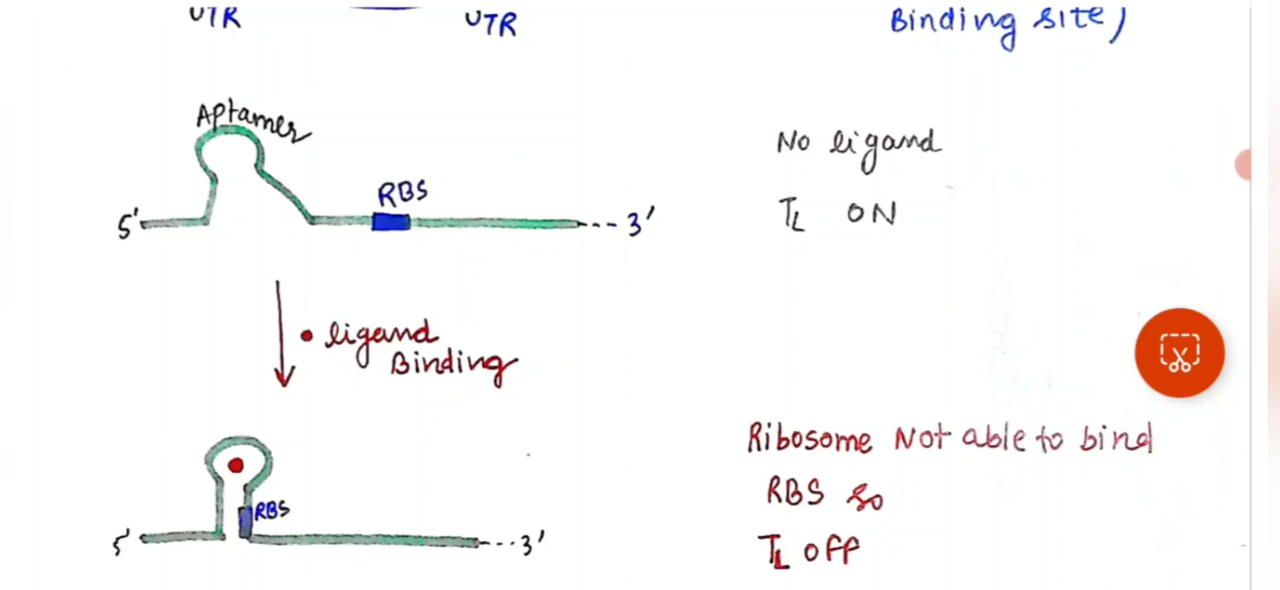 UTR
UTR
Binding site)
Aptamer
No ligand
RBS
TL ON
5' --- 3'
• ligand
Binding
Ribosome Not able to bind
RBS so
RBS
TL OFF
5' ---3'